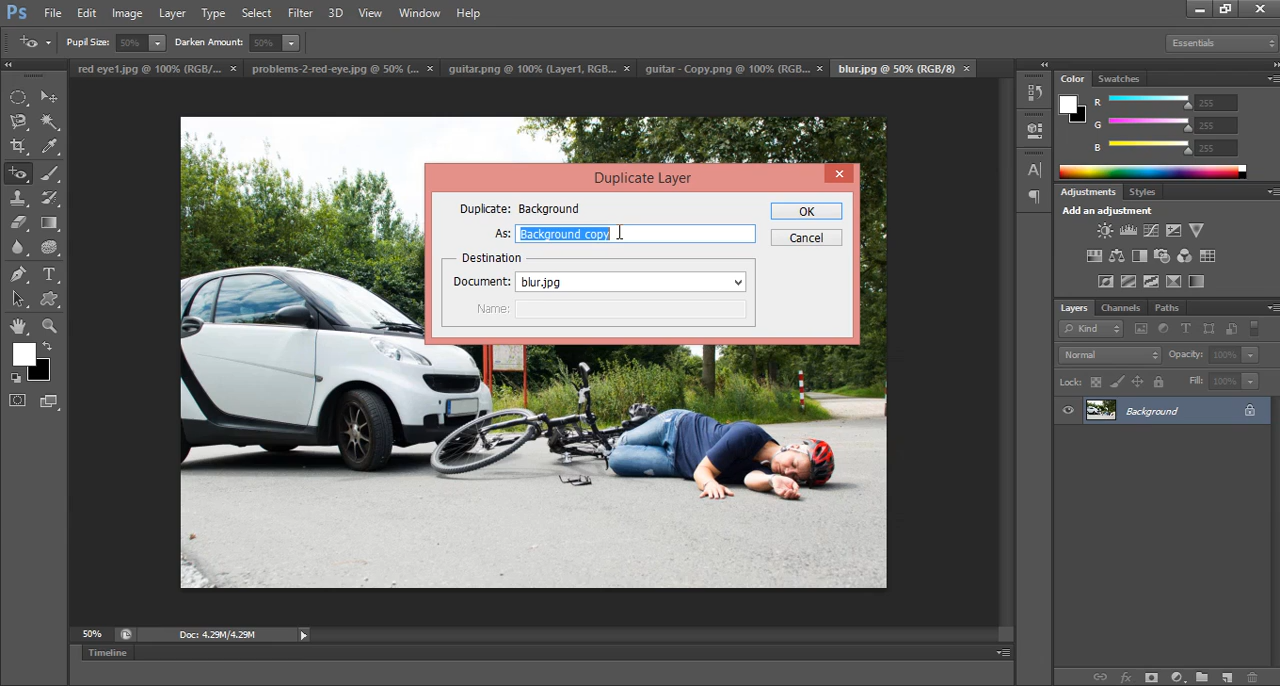 Ps File Edit Image Layer Type Select Filter 3D View Window Help
Pupil Size: 50% Darken Amount: 50% Essentials
red eye1.jpg @ 100% (RGB/... × problems-2-red-eye.jpg @ 50% (... × guitar.png @ 100% (Layer1, RGB... × guitar - Copy.png @ 100% (RGB/... × blur.jpg @ 50% (RGB/8) ×
Color Swatches
R 255
G 255
B 255
Duplicate Layer
Duplicate: Background OK
As: Background copy Cancel
Destination
Document: blur.jpg
Name:
Adjustments Styles
Add an adjustment
Layers Channels Paths
Kind
Normal Opacity: 100%
Lock: Fill: 100%
Background
50% Doc: 4.29M/4.29M
Timeline